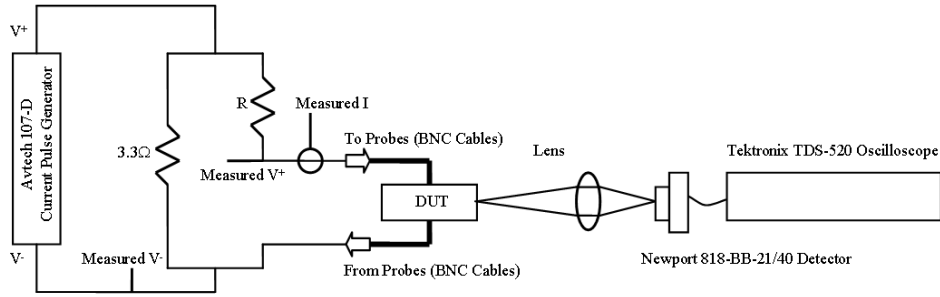 V+
Avtech 107-D
Current Pulse Generator
V-
3.3Ω
R
Measured I
To Probes (BNC Cables)
Measured V+
Measured V-
DUT
From Probes (BNC Cables)
Lens
Tektronix TDS-520 Oscilloscope
Newport 818-BB-21/40 Detector